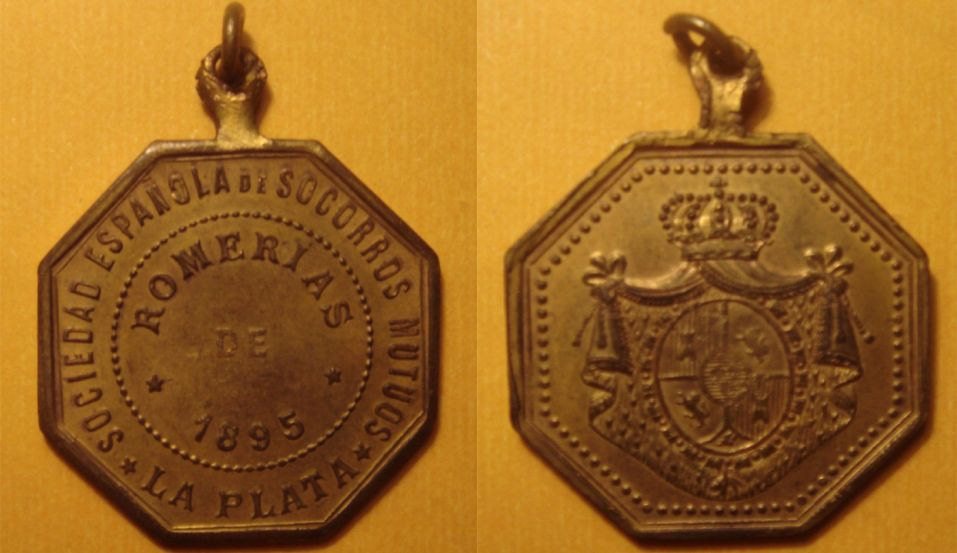 SOCIEDAD ESPAÑOLA DE SOCORROS MUTUOS
LA PLATA
ROMERIAS
DE
1895